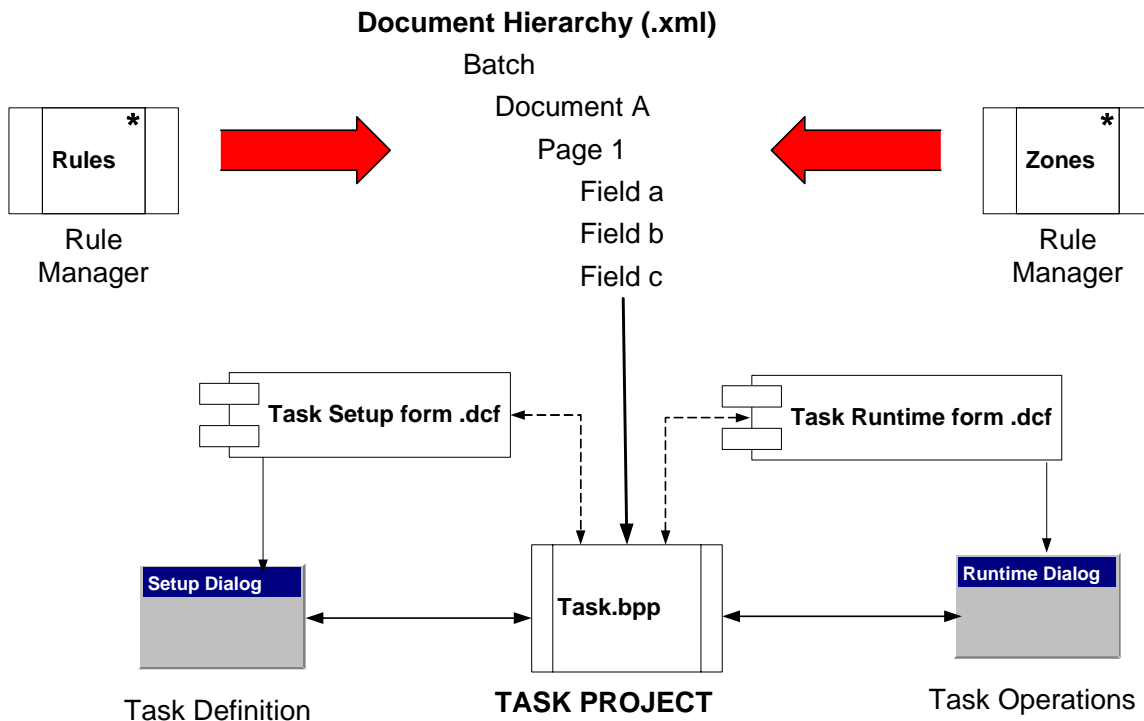 Document Hierarchy (.xml)
Batch
Document A
Page 1
Field a
Field b
Field c
*
Rules
Rule
Manager
*
Zones
Rule
Manager
Task Setup form .dcf
Task Runtime form .dcf
Setup Dialog
Task.bpp
Runtime Dialog
Task Definition
TASK PROJECT
Task Operations